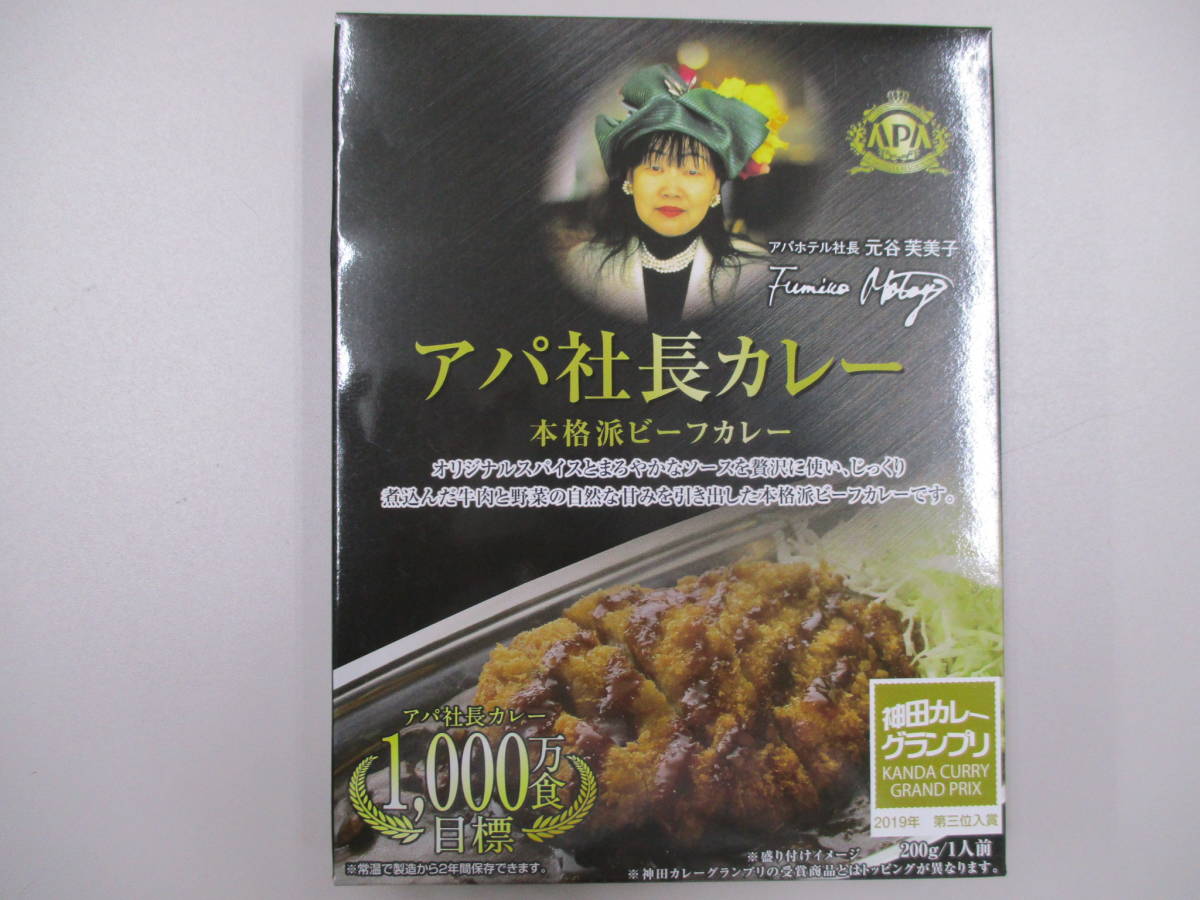 APA
アパホテル社長 元谷 芙美子
Fumiko Motoya
アパ社長カレー
本格派ビーフカレー
オリジナルスパイスとまろやかなソースを贅沢に使い、じっくり
煮込んだ牛肉と野菜の自然な甘みを引き出した本格派ビーフカレーです。
アパ社長カレー
1,000万食
目標
※常温で製造から2年間保存できます。
神田カレー
グランプリ
KANDA CURRY
GRAND PRIX
2019年 第三位入賞
※盛り付けイメージ 200g/1人前
※神田カレーグランプリの受賞商品とはトッピングが異なります。